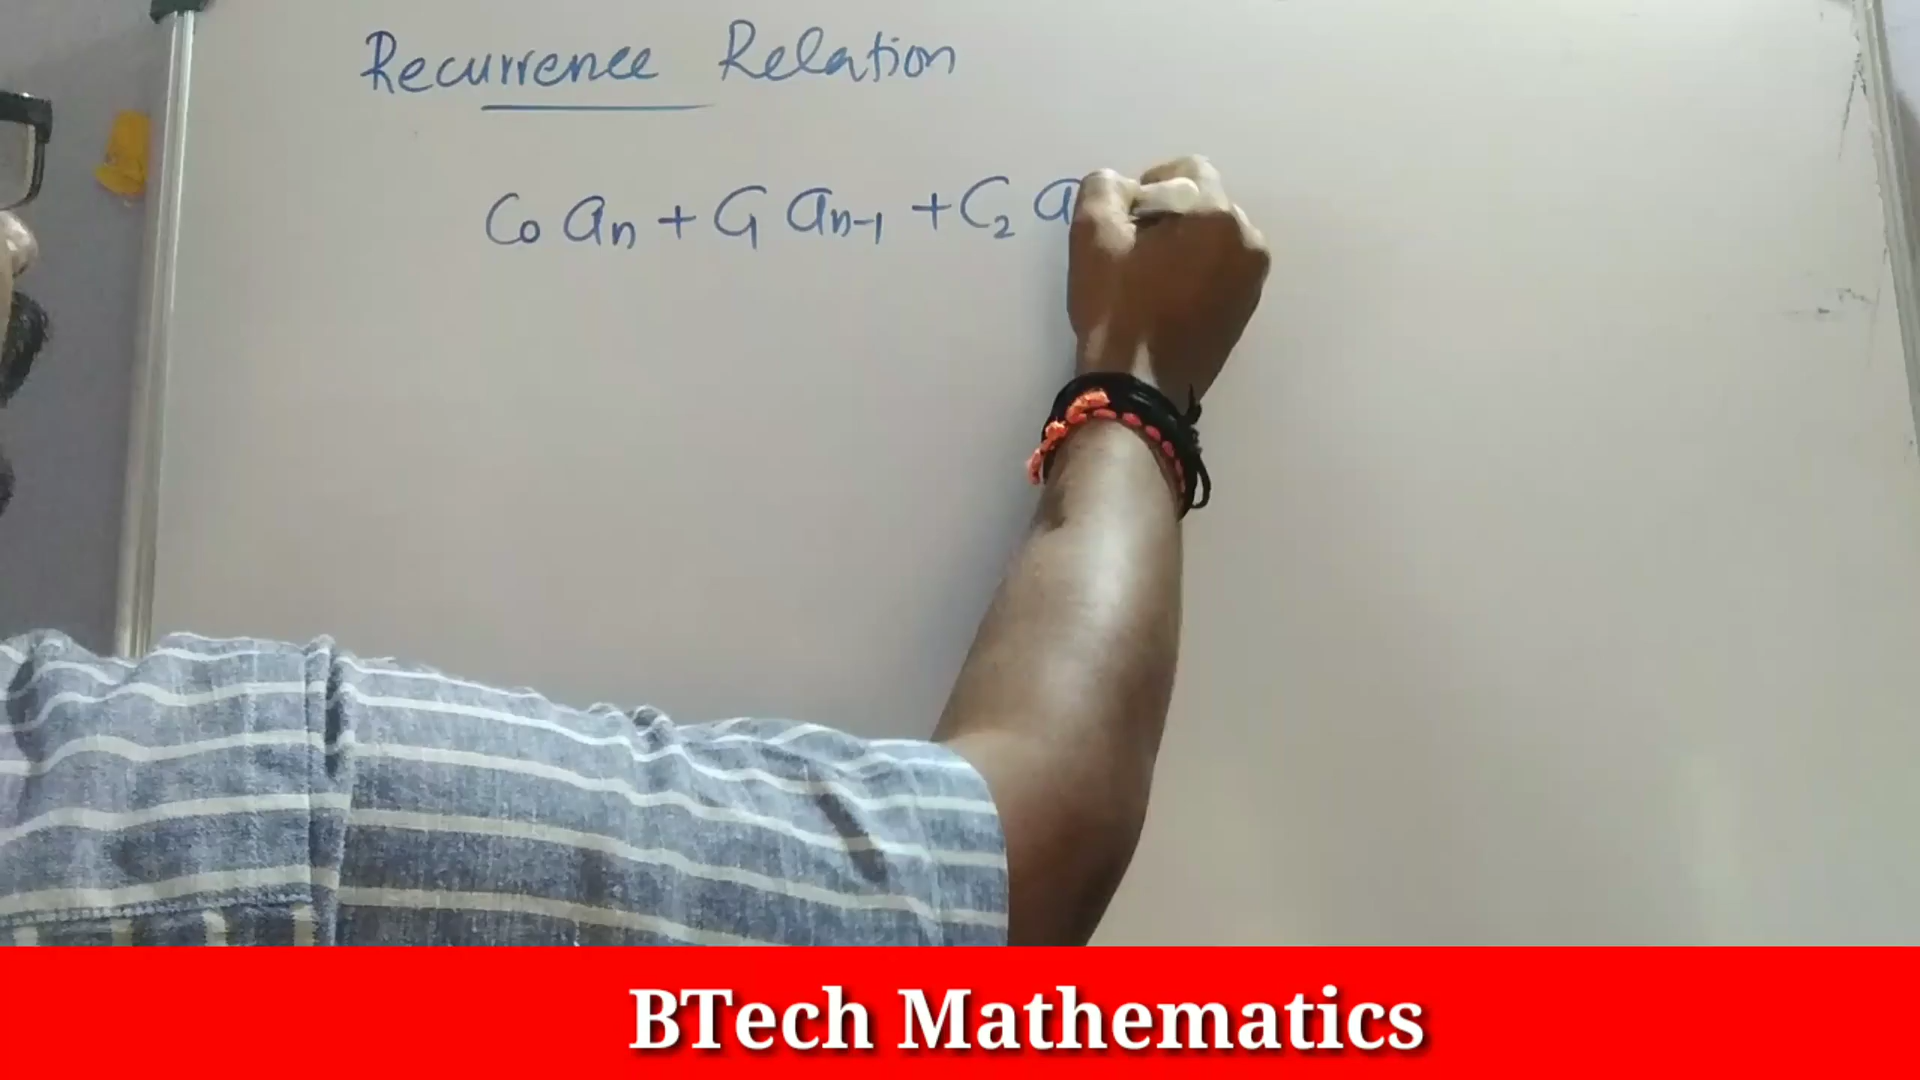 Recurrence Relation
C₀ aₙ + C₁ aₙ₋₁ + C₂ a
BTech Mathematics